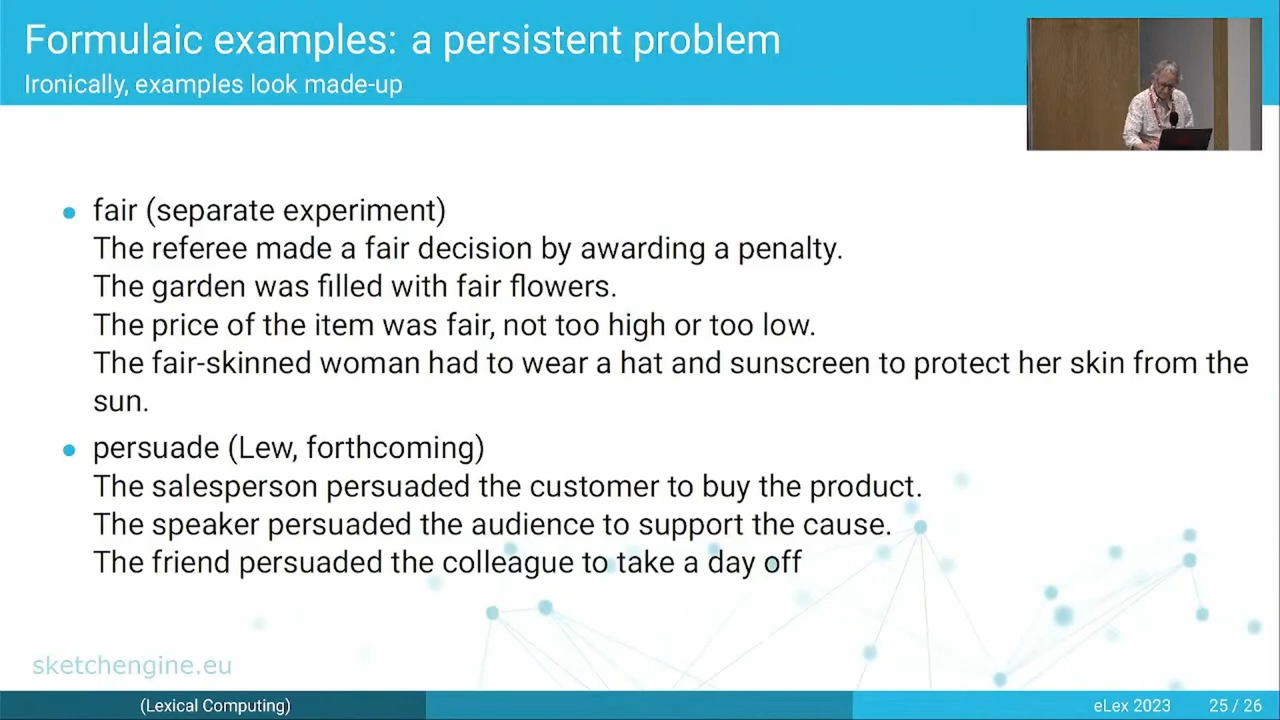 Formulaic examples: a persistent problem
Ironically, examples look made-up
fair (separate experiment)
The referee made a fair decision by awarding a penalty.
The garden was filled with fair flowers.
The price of the item was fair, not too high or too low.
The fair-skinned woman had to wear a hat and sunscreen to protect her skin from the
sun.
persuade (Lew, forthcoming)
The salesperson persuaded the customer to buy the product.
The speaker persuaded the audience to support the cause.
The friend persuaded the colleague to take a day off
sketchengine.eu
(Lexical Computing)
eLex 2023
25 / 26